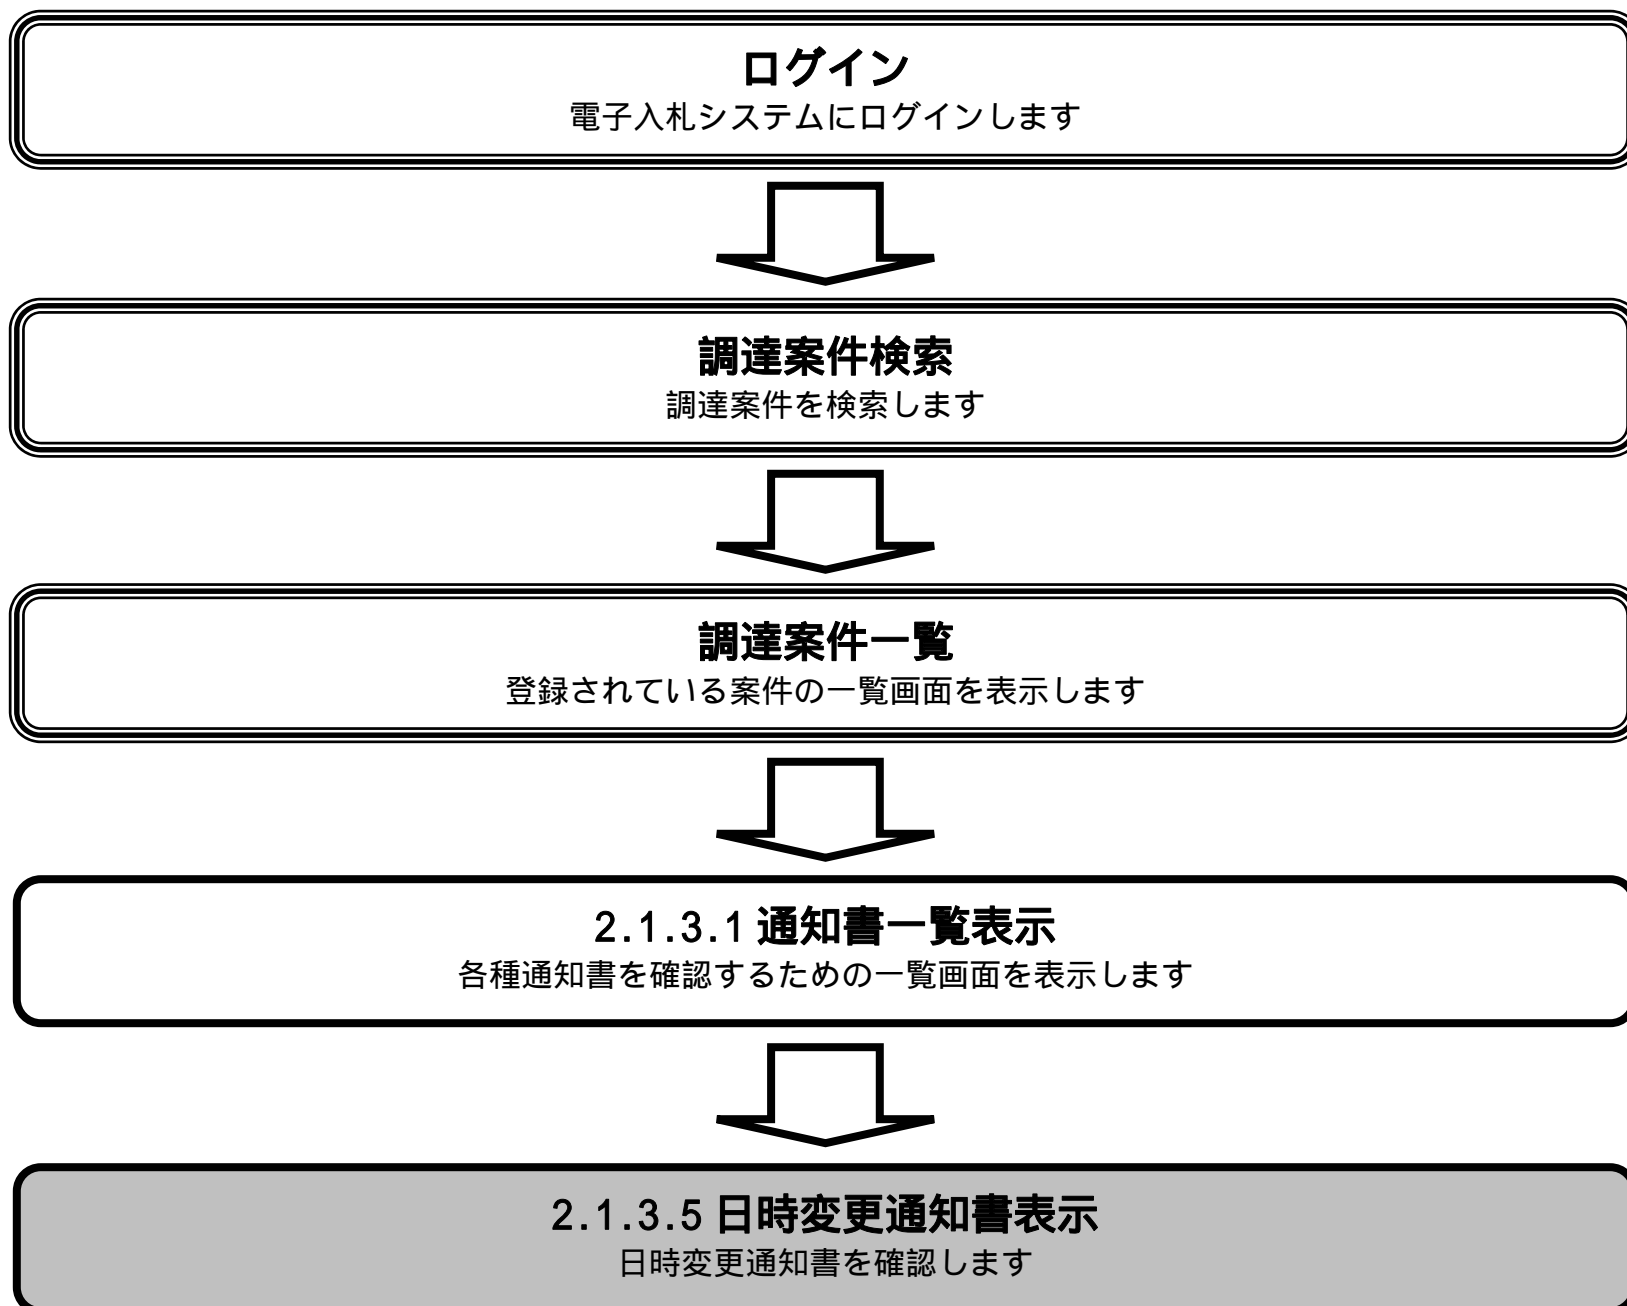 ログイン
電子入札システムにログインします
調達案件検索
調達案件を検索します
調達案件一覧
登録されている案件の一覧画面を表示します
2.1.3.1 通知書一覧表示
各種通知書を確認するための一覧画面を表示します
2.1.3.5 日時変更通知書表示
日時変更通知書を確認します